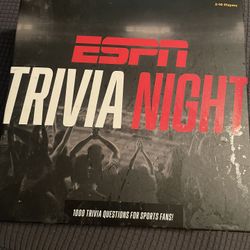 2-10 Players
ESPN
TRIVIA NIGHT
1000 TRIVIA QUESTIONS FOR SPORTS FANS!